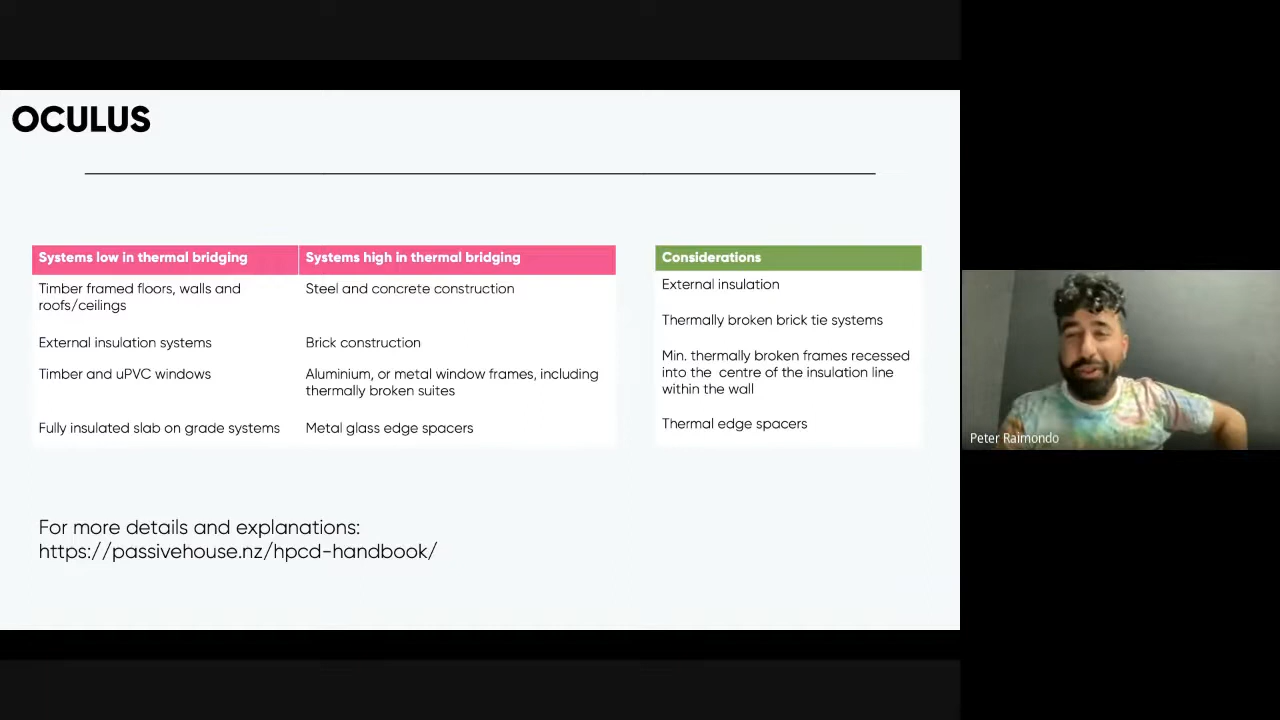 OCULUS
Systems low in thermal bridging
Systems high in thermal bridging
Timber framed floors, walls and
roofs/ceilings
Steel and concrete construction
External insulation systems
Brick construction
Timber and uPVC windows
Aluminium, or metal window frames, including
thermally broken suites
Fully insulated slab on grade systems
Metal glass edge spacers
Considerations
External insulation
Thermally broken brick tie systems
Min. thermally broken frames recessed
into the centre of the insulation line
within the wall
Thermal edge spacers
For more details and explanations:
https://passivehouse.nz/hpcd-handbook/
Peter Raimondo